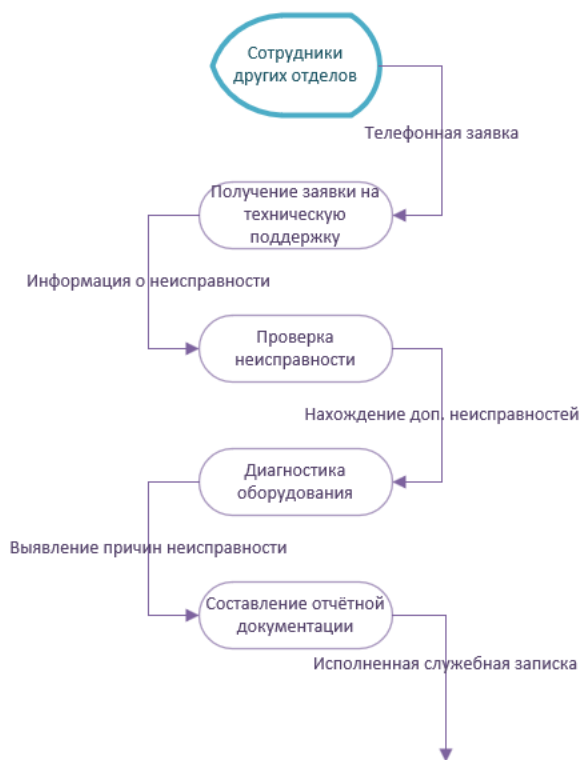 Сотрудники
других отделов
Телефонная заявка
Получение заявки на
техническую
поддержку
Информация о неисправности
Проверка
неисправности
Нахождение доп. неисправностей
Диагностика
оборудования
Выявление причин неисправности
Составление отчётной
документации
Исполненная служебная записка